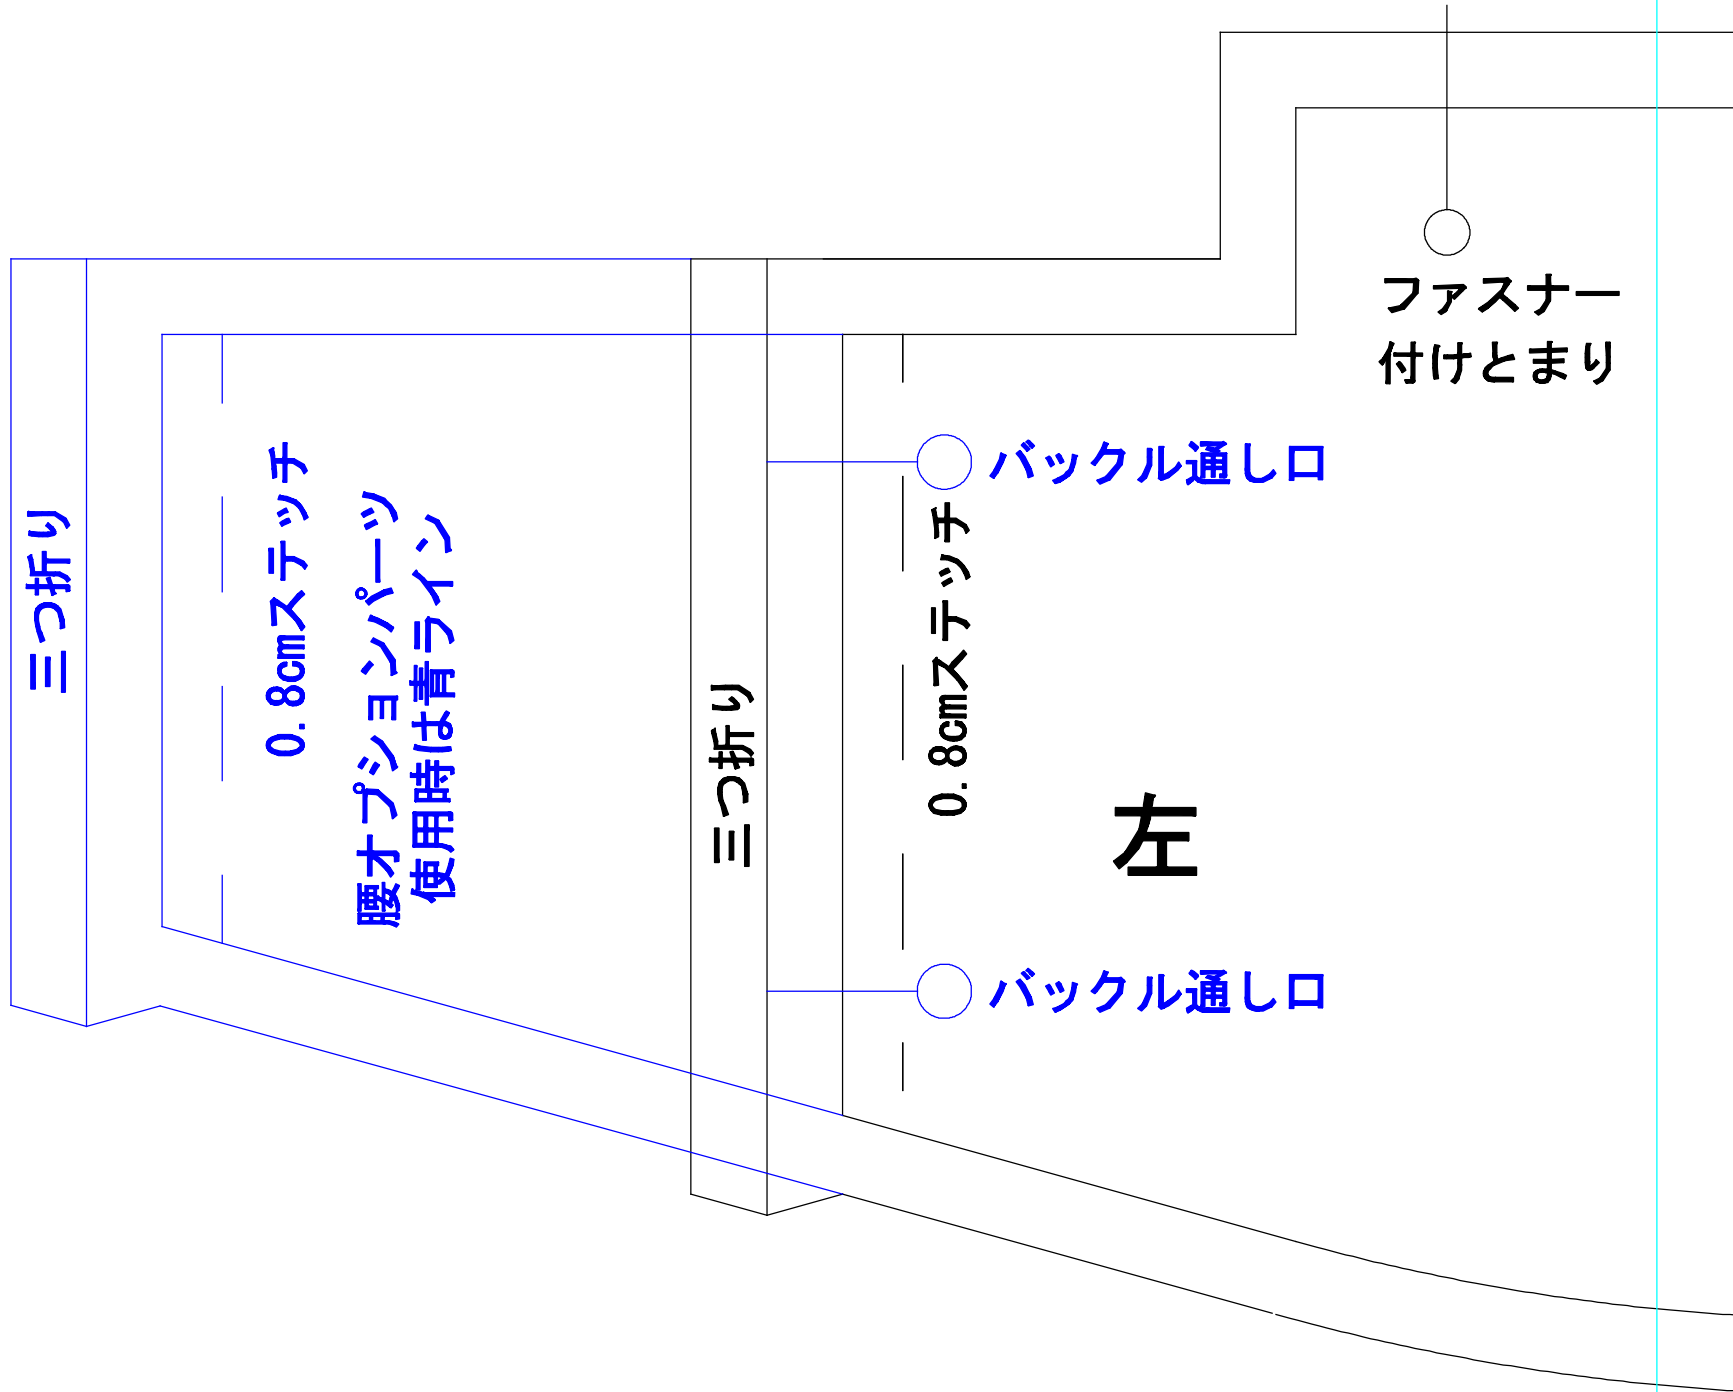 ファスナー
付けとまり
バックル通し口
三つ折り
0.8cmステッチ
腰オプションパーツ
使用時は青ライン
三つ折り
0.8cmステッチ
左
バックル通し口